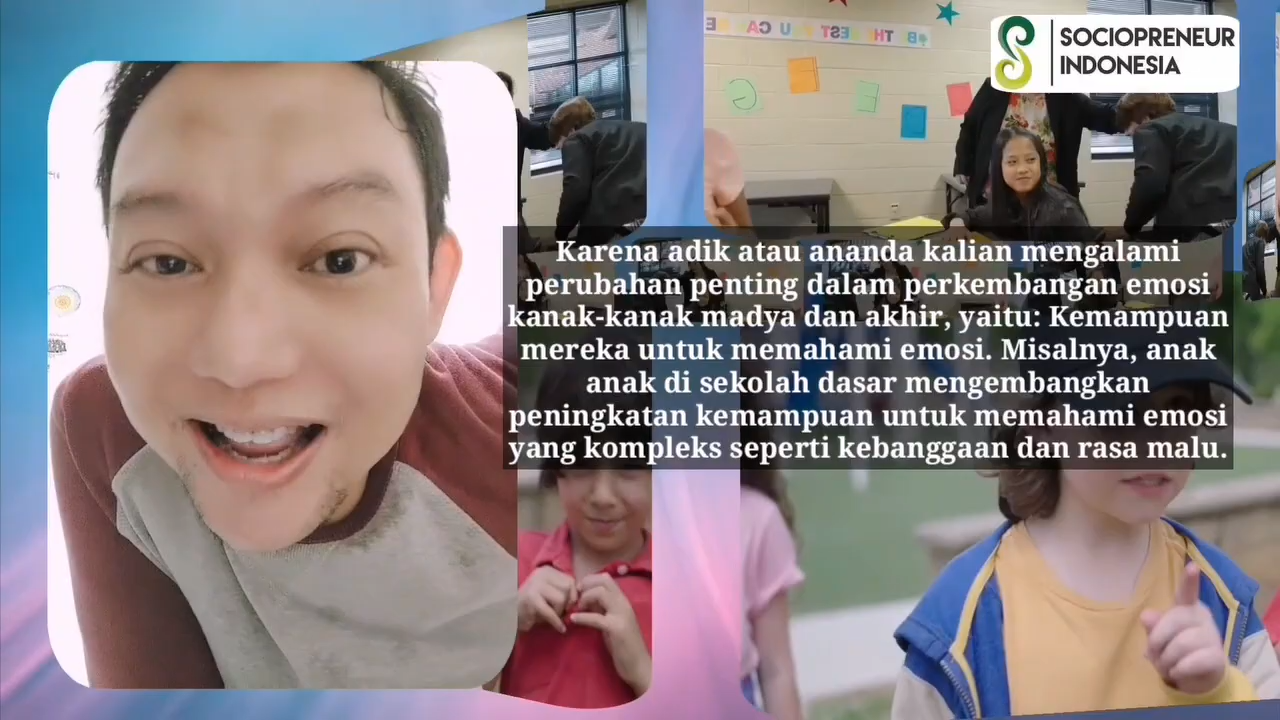 SOCIOPRENEUR
INDONESIA
Karena adik atau ananda kalian mengalami
perubahan penting dalam perkembangan emosi
kanak-kanak madya dan akhir, yaitu: Kemampuan
mereka untuk memahami emosi. Misalnya, anak
anak di sekolah dasar mengembangkan
peningkatan kemampuan untuk memahami emosi
yang kompleks seperti kebanggaan dan rasa malu.